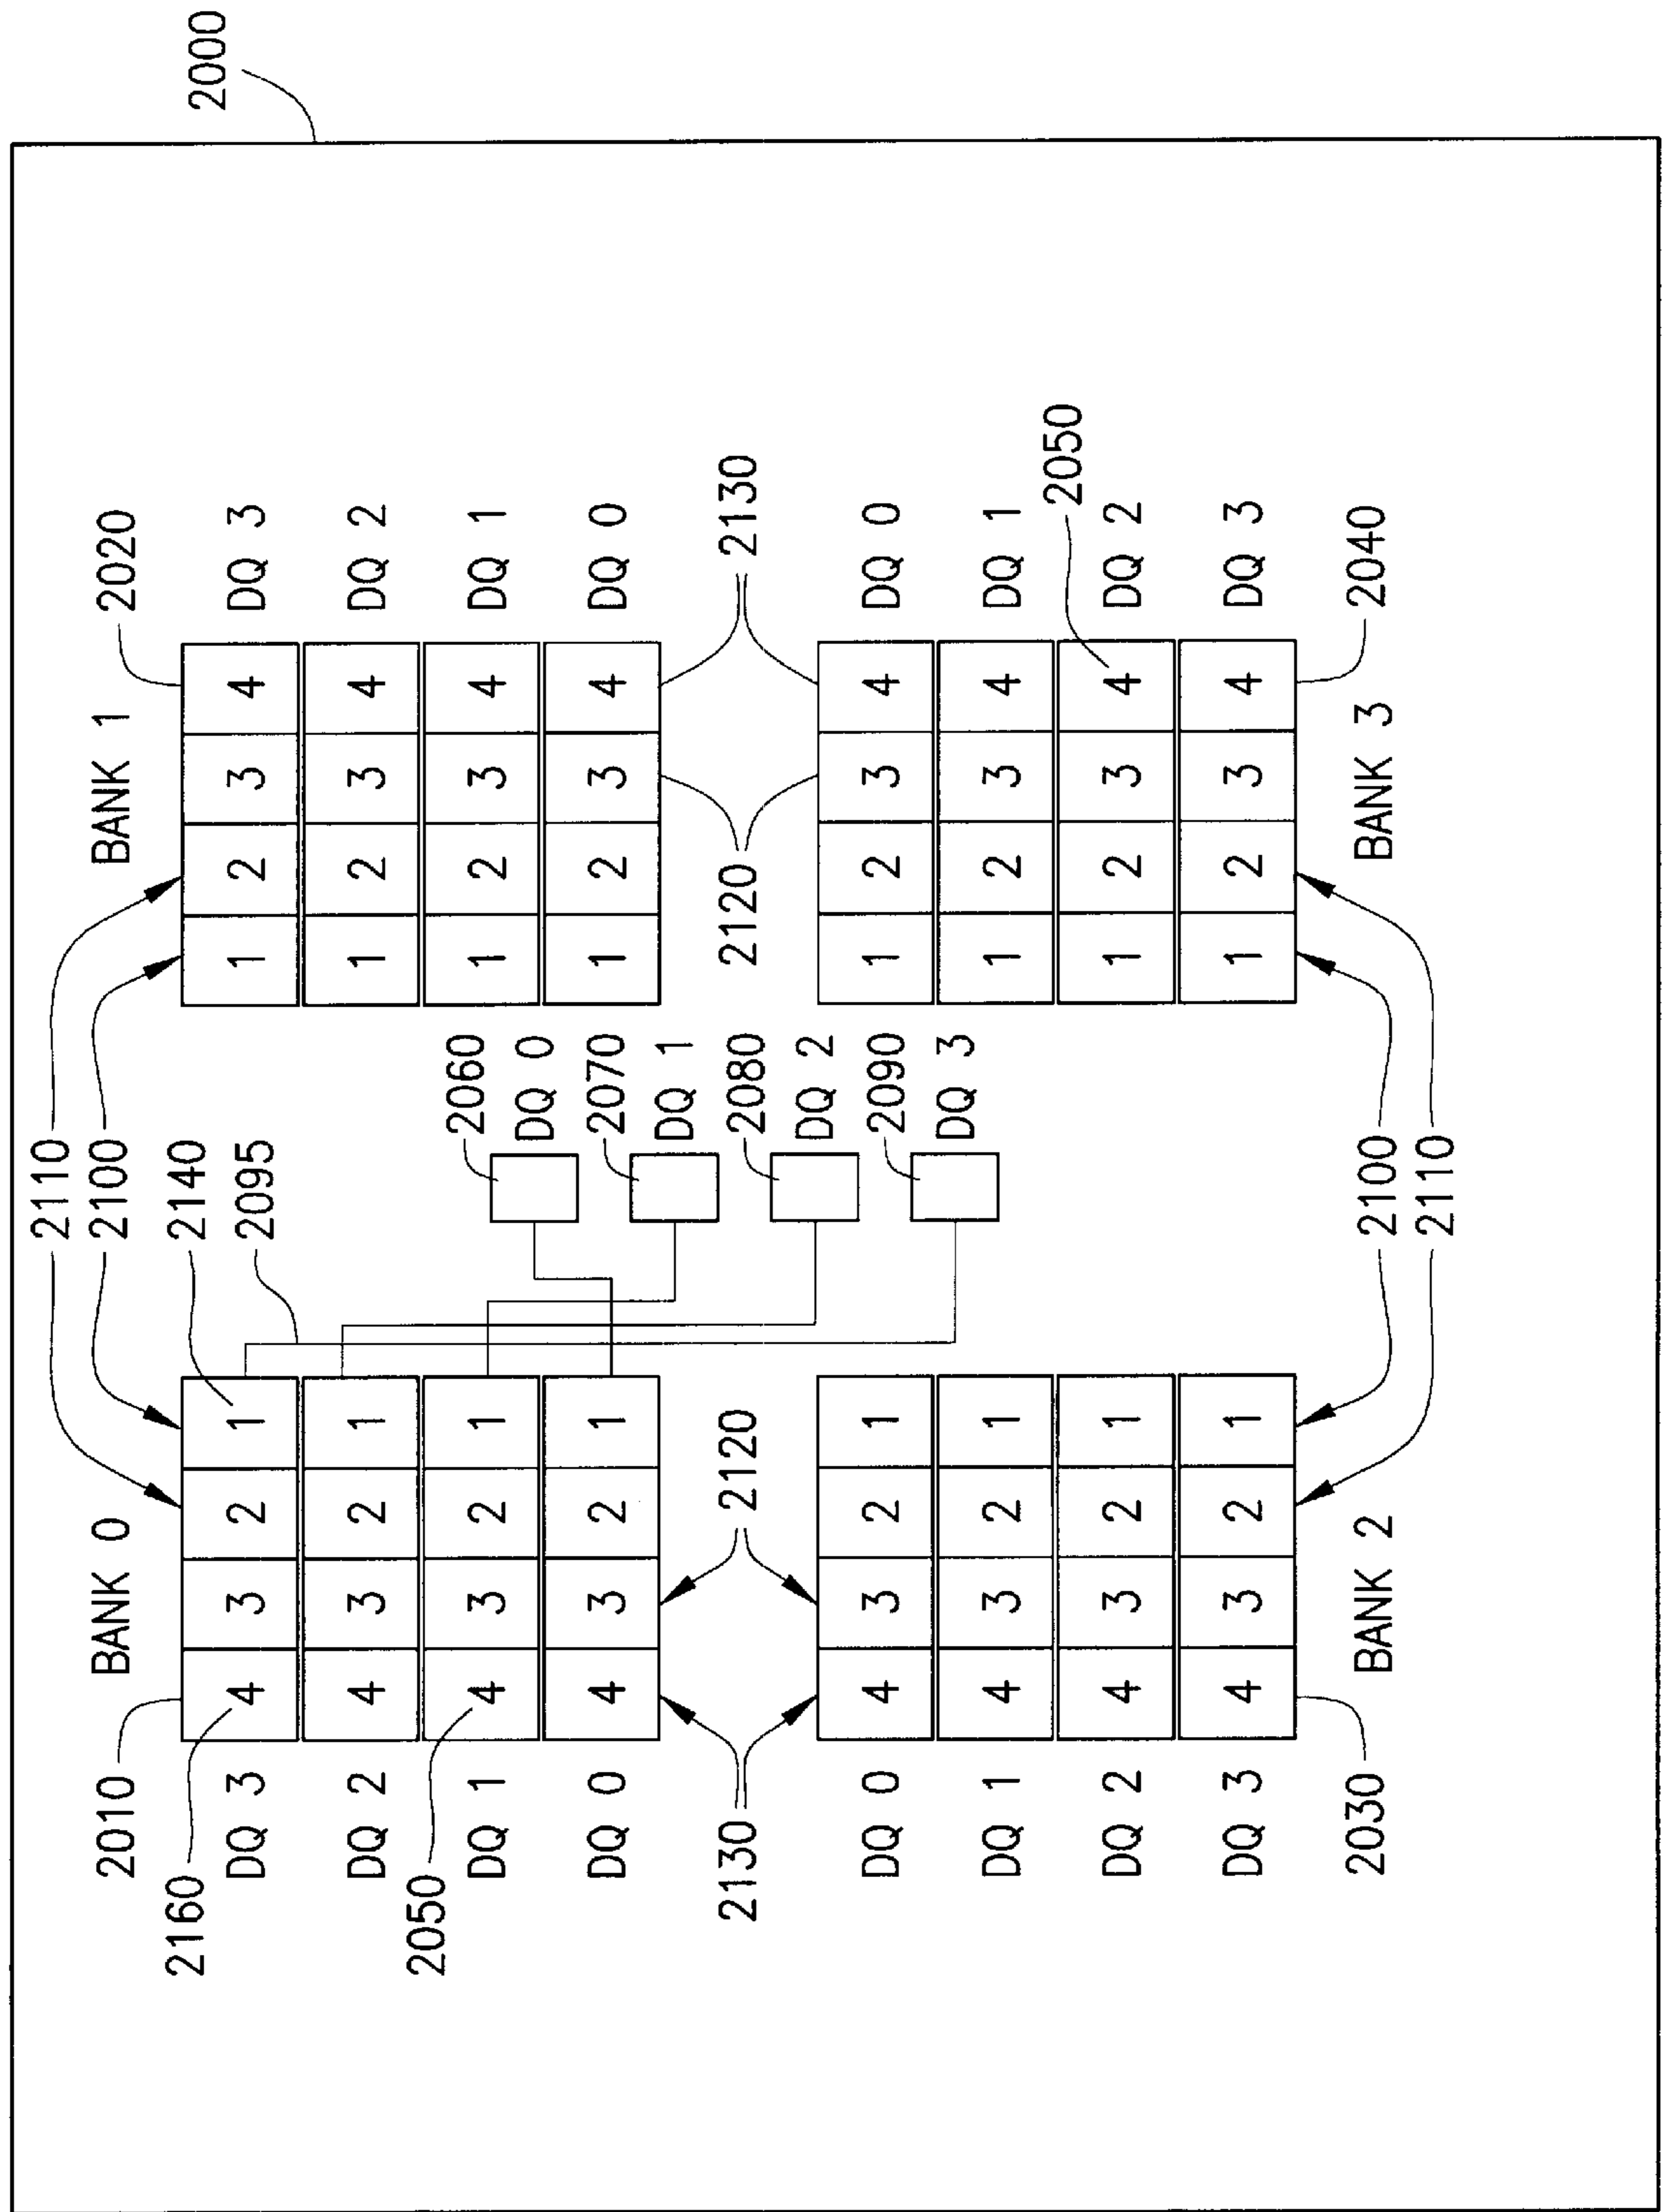 2110
2010 BANK 0 2100 BANK 1 2020
2160 2140
2000
DQ 3 4 3 2 1 2095 1 2 3 4 DQ 3
DQ 2 4 3 2 1 1 2 3 4 DQ 2
2050
2060
DQ 1 4 3 2 1 1 2 3 4 DQ 1
DQ 0
DQ 0 4 3 2 1 2070 1 2 3 4 DQ 0
DQ 1
2130 2120 2080 2120 2130
DQ 2
DQ 0 4 3 2 1 2090 1 2 3 4 DQ 0
DQ 3
DQ 1 4 3 2 1 1 2 3 4 DQ 1
2050
DQ 2 4 3 2 1 1 2 3 4 DQ 2
DQ 3 4 3 2 1 1 2 3 4 DQ 3
2030 BANK 2 2100 BANK 3 2040
2110